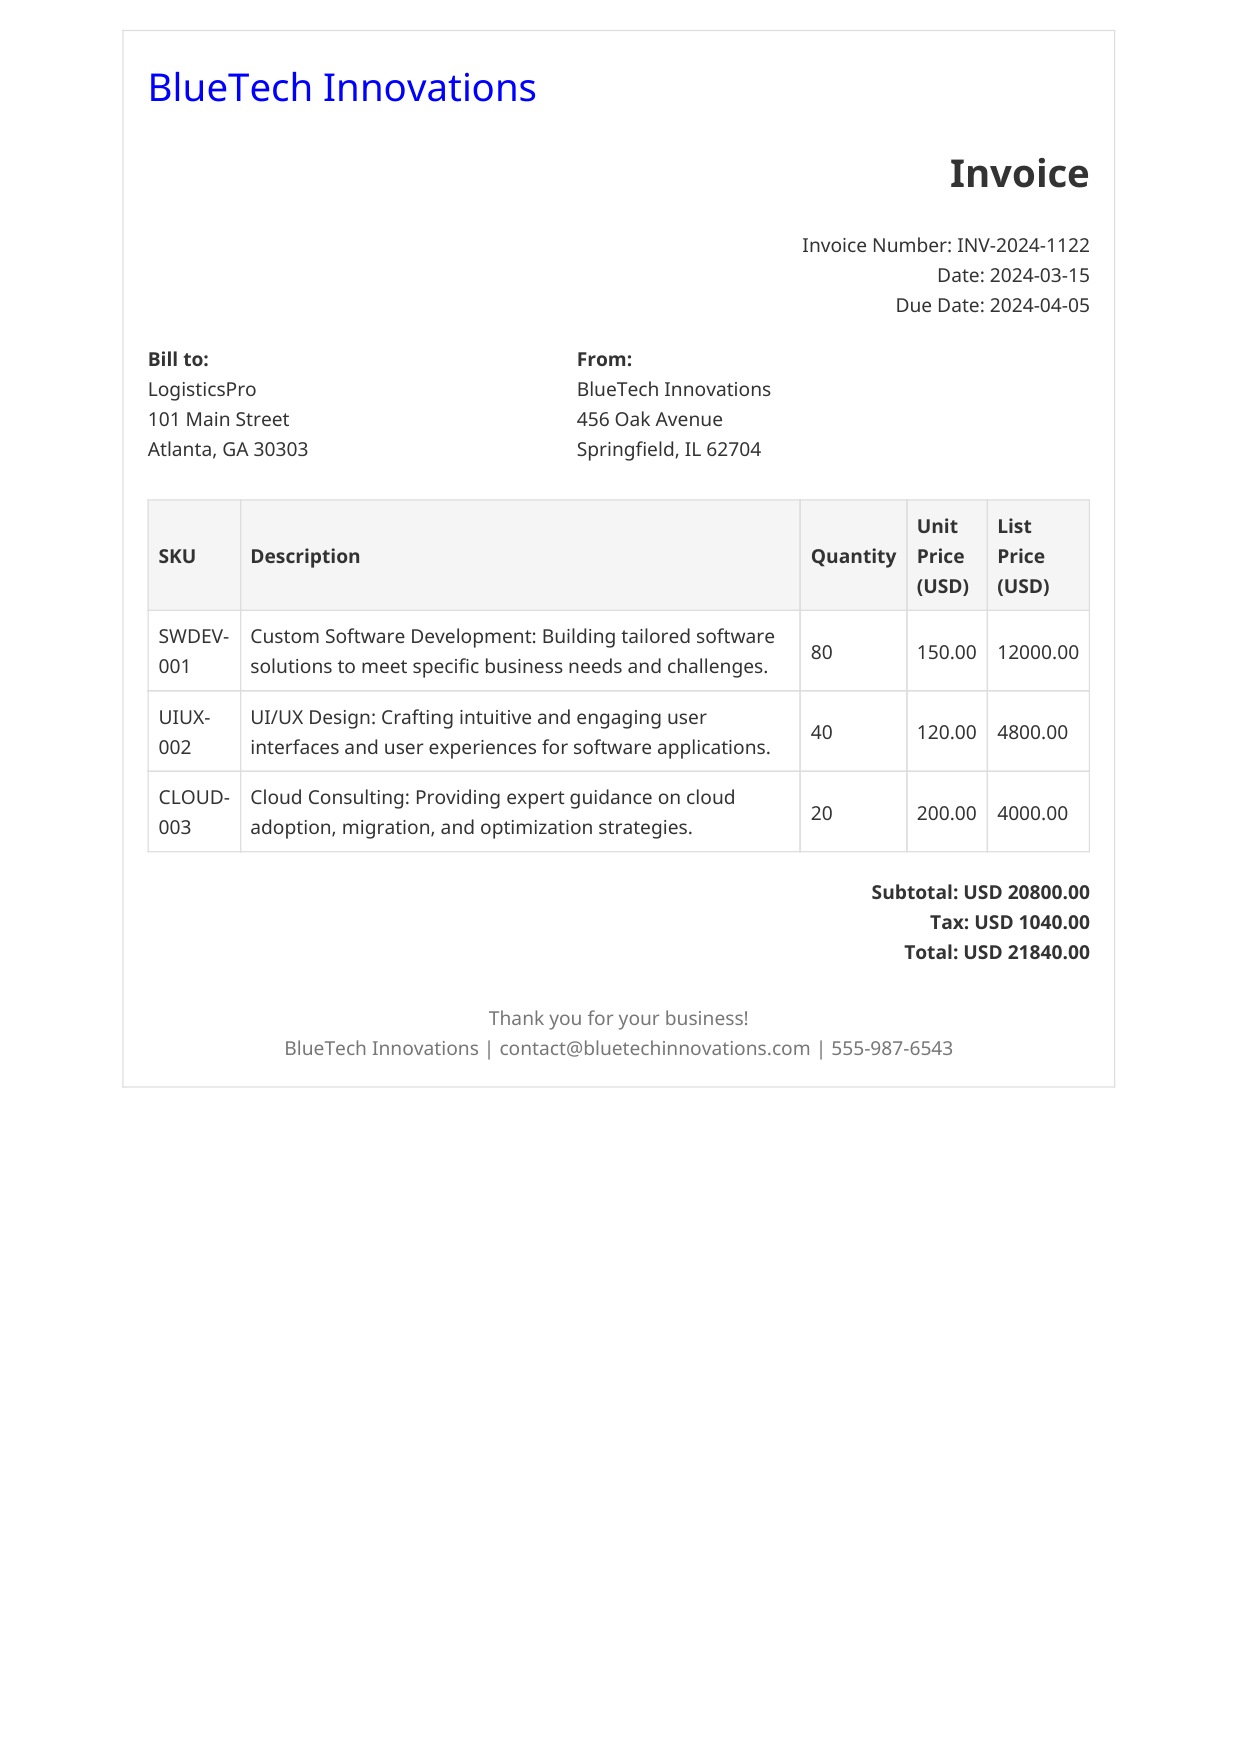 BlueTech Innovations
Invoice
Invoice Number: INV-2024-1122
Date: 2024-03-15
Due Date: 2024-04-05
Bill to:
LogisticsPro
101 Main Street
Atlanta, GA 30303
From:
BlueTech Innovations
456 Oak Avenue
Springfield, IL 62704
SKU Description Quantity Unit Price (USD) List Price (USD)
SWDEV-001 Custom Software Development: Building tailored software solutions to meet specific business needs and challenges. 80 150.00 12000.00
UIUX-002 UI/UX Design: Crafting intuitive and engaging user interfaces and user experiences for software applications. 40 120.00 4800.00
CLOUD-003 Cloud Consulting: Providing expert guidance on cloud adoption, migration, and optimization strategies. 20 200.00 4000.00
Subtotal: USD 20800.00
Tax: USD 1040.00
Total: USD 21840.00
Thank you for your business!
BlueTech Innovations | contact@bluetechinnovations.com | 555-987-6543